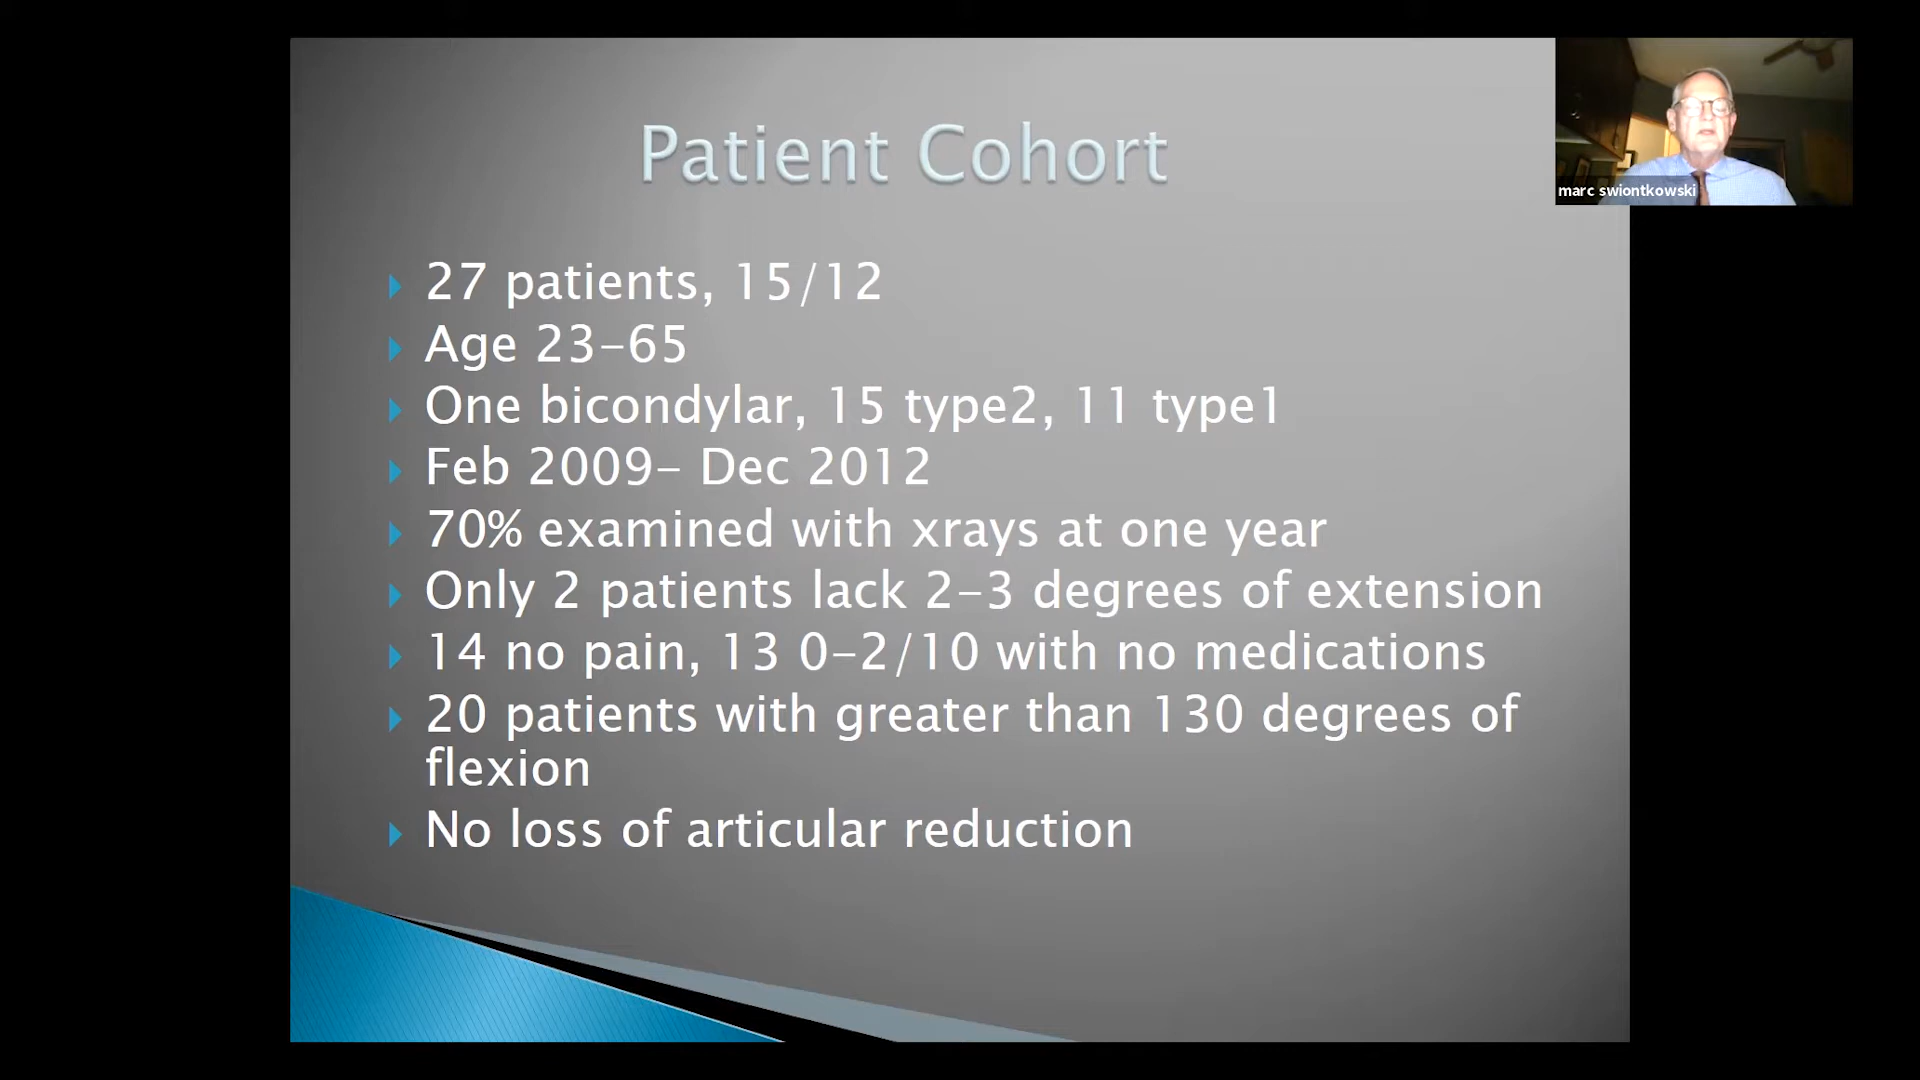 Patient Cohort
marc swiontkowski
27 patients, 15/12
Age 23-65
One bicondylar, 15 type2, 11 type1
Feb 2009- Dec 2012
70% examined with xrays at one year
Only 2 patients lack 2-3 degrees of extension
14 no pain, 13 0-2/10 with no medications
20 patients with greater than 130 degrees of
flexion
No loss of articular reduction